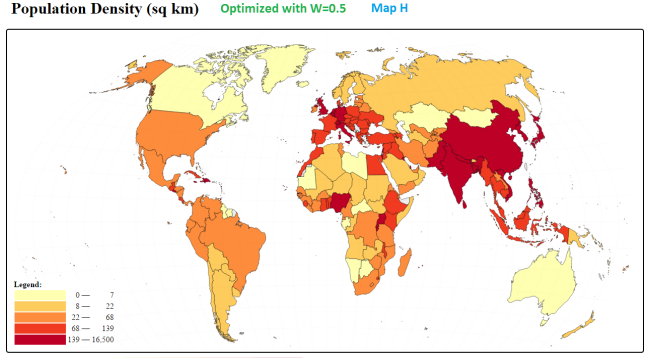 Population Density (sq km) Optimized with W=0.5 Map H
Legend:
0 — 7
8 — 22
22 — 68
68 — 139
139 — 16,500